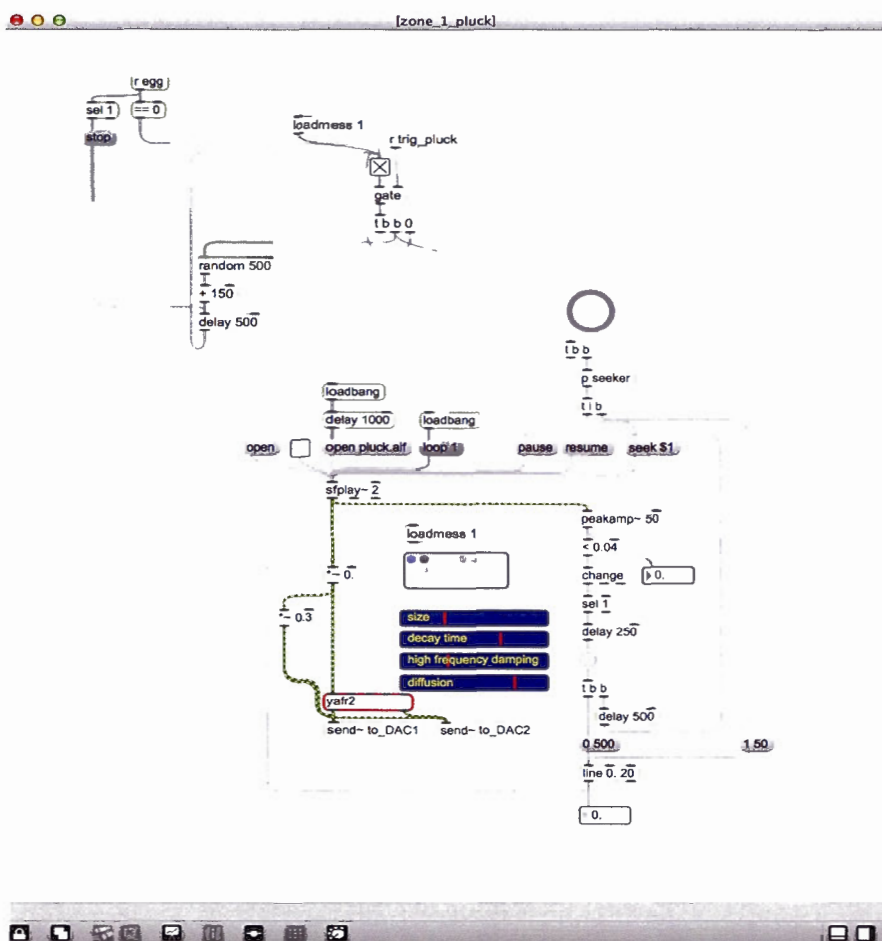 [zone_1_pluck]
r egg
sel 1
== 0
stop
loadmess 1
r trig_pluck
gate
t b b 0
random 500
+ 150
delay 500
t b b
p seeker
t i b
loadbang
delay 1000
loadbang
open
open pluck.aif
loop 1
pause
resume
seek $1
sfplay~ 2
peakamp~ 50
loadmess 1
< 0.04
*~ 0.
change
0.
*~ 0.3
sel 1
size
delay 250
decay time
high frequency damping
diffusion
yafr2
t b b
delay 500
send~ to_DAC1
send~ to_DAC2
0 500
1 50
line 0. 20
0.